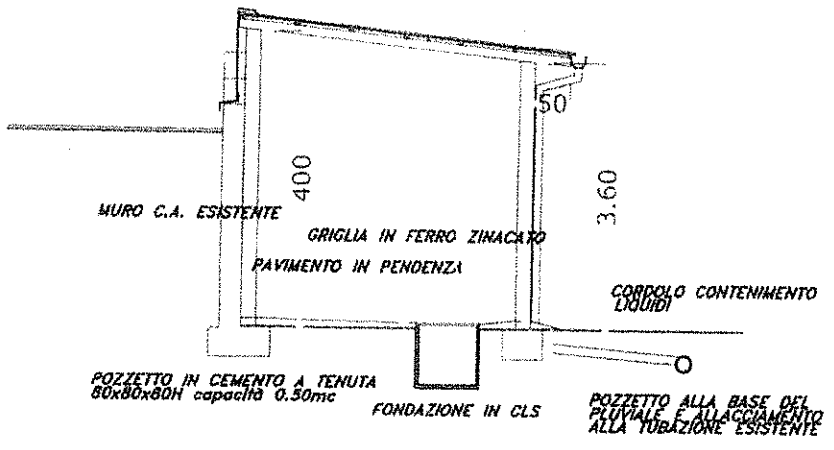 50
400
3.60
MURO C.A. ESISTENTE
GRIGLIA IN FERRO ZINACATO
PAVIMENTO IN PENDENZA
CORDOLO CONTENIMENTO
LIQUIDI
POZZETTO IN CEMENTO A TENUTA
80x80x80H capacità 0.50mc
FONDAZIONE IN CLS
POZZETTO ALLA BASE DEL
PLUVIALE E ALLACCIAMENTO
ALLA TUBAZIONE ESISTENTE